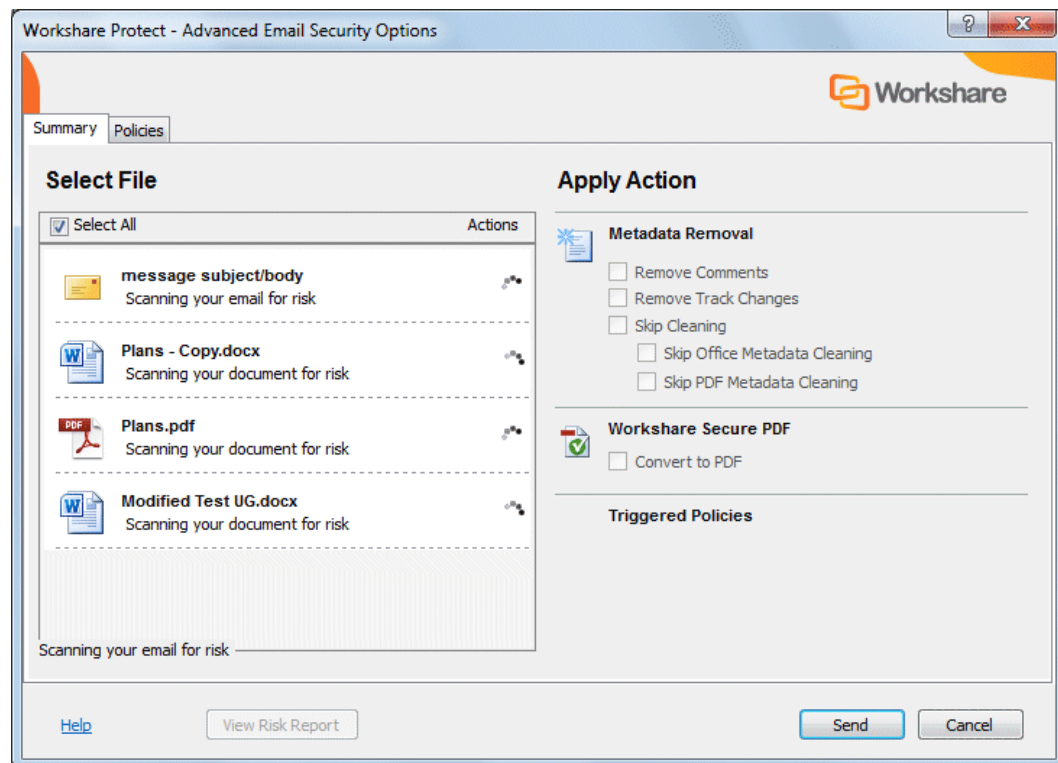 Workshare Protect - Advanced Email Security Options
?
X
Workshare
Summary
Policies
Select File
Select All
Actions
message subject/body
Scanning your email for risk
Plans - Copy.docx
Scanning your document for risk
PDF
Plans.pdf
Scanning your document for risk
Modified Test UG.docx
Scanning your document for risk
Scanning your email for risk
Apply Action
Metadata Removal
Remove Comments
Remove Track Changes
Skip Cleaning
Skip Office Metadata Cleaning
Skip PDF Metadata Cleaning
Workshare Secure PDF
Convert to PDF
Triggered Policies
Help
View Risk Report
Send
Cancel